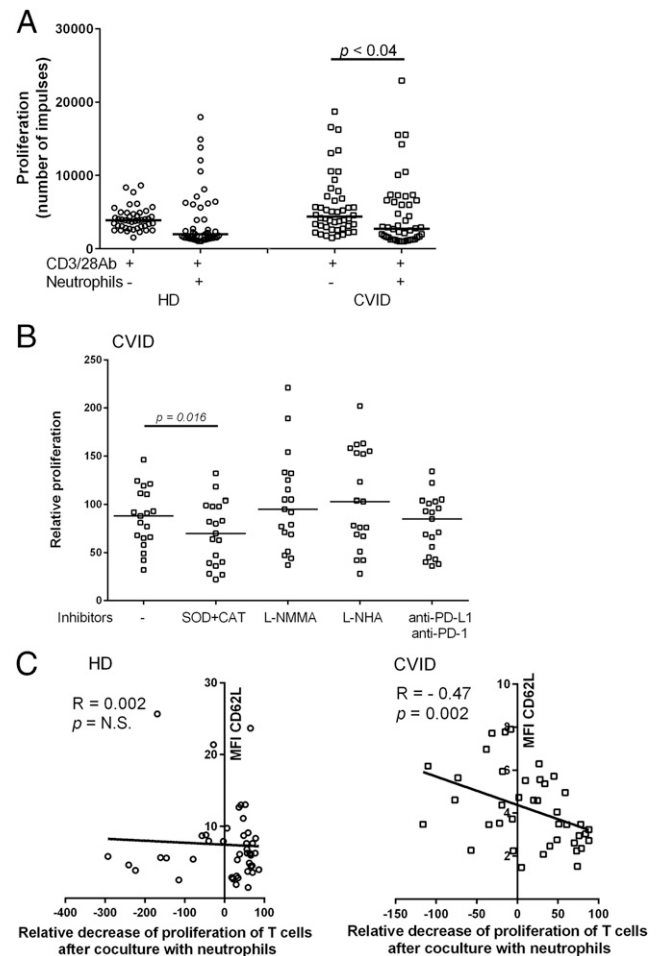 A
Proliferation
(number of impulses)
30000
20000
10000
0
p < 0.04
CD3/28Ab + + + +
Neutrophils - + - +
HD CVID
B
CVID
Relative proliferation
250
200
150
100
50
0
p = 0.016
Inhibitors - SOD+CAT L-NMMA L-NHA anti-PD-L1
anti-PD-1
C
HD
R = 0.002
p = N.S.
MFI CD62L
30
20
10
-400 -300 -200 -100 0 100
Relative decrease of proliferation of T cells
after coculture with neutrophils
CVID
R = - 0.47
p = 0.002
MFI CD62L
10
8
6
4
2
-150 -100 -50 0 50 100
Relative decrease of proliferation of T cells
after coculture with neutrophils